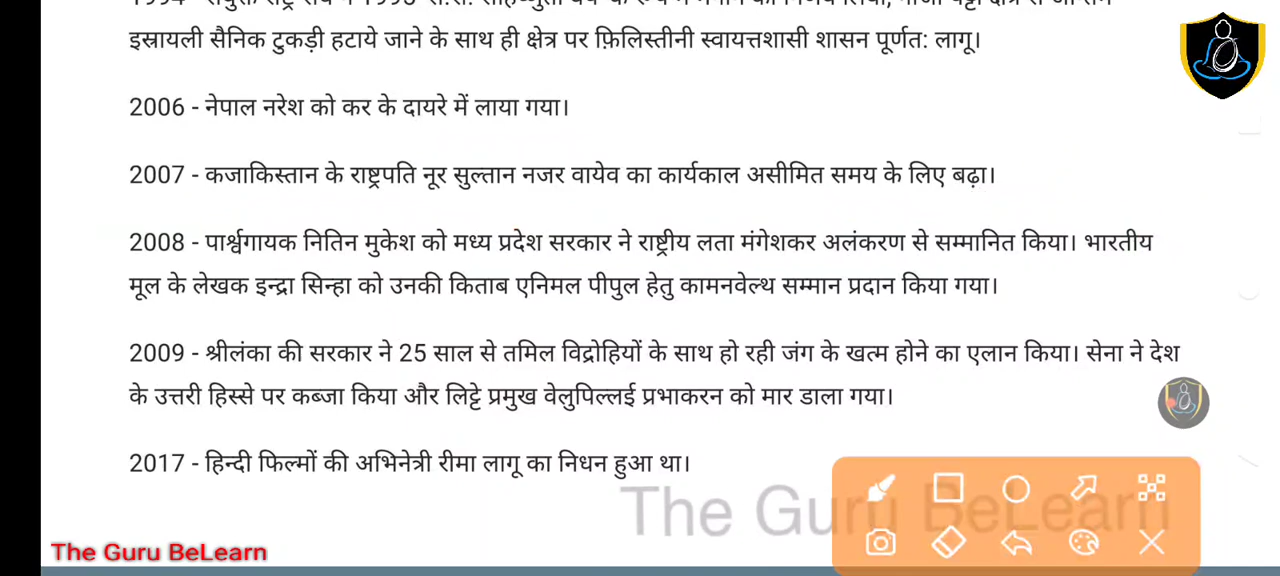 इस्रायली सैनिक टुकड़ी हटाये जाने के साथ ही क्षेत्र पर फ़िलिस्तीनी स्वायत्तशासी शासन पूर्णत: लागू।
2006 - नेपाल नरेश को कर के दायरे में लाया गया।
2007 - कजाकिस्तान के राष्ट्रपति नूर सुल्तान नजर वायेव का कार्यकाल असीमित समय के लिए बढ़ा।
2008 - पार्श्वगायक नितिन मुकेश को मध्य प्रदेश सरकार ने राष्ट्रीय लता मंगेशकर अलंकरण से सम्मानित किया। भारतीय
मूल के लेखक इन्द्रा सिन्हा को उनकी किताब एनिमल पीपुल हेतु कामनवेल्थ सम्मान प्रदान किया गया।
2009 - श्रीलंका की सरकार ने 25 साल से तमिल विद्रोहियों के साथ हो रही जंग के खत्म होने का एलान किया। सेना ने देश
के उत्तरी हिस्से पर कब्जा किया और लिट्टे प्रमुख वेलुपिल्लई प्रभाकरन को मार डाला गया।
2017 - हिन्दी फिल्मों की अभिनेत्री रीमा लागू का निधन हुआ था।
The Guru BeLearn
The Guru BeLearn